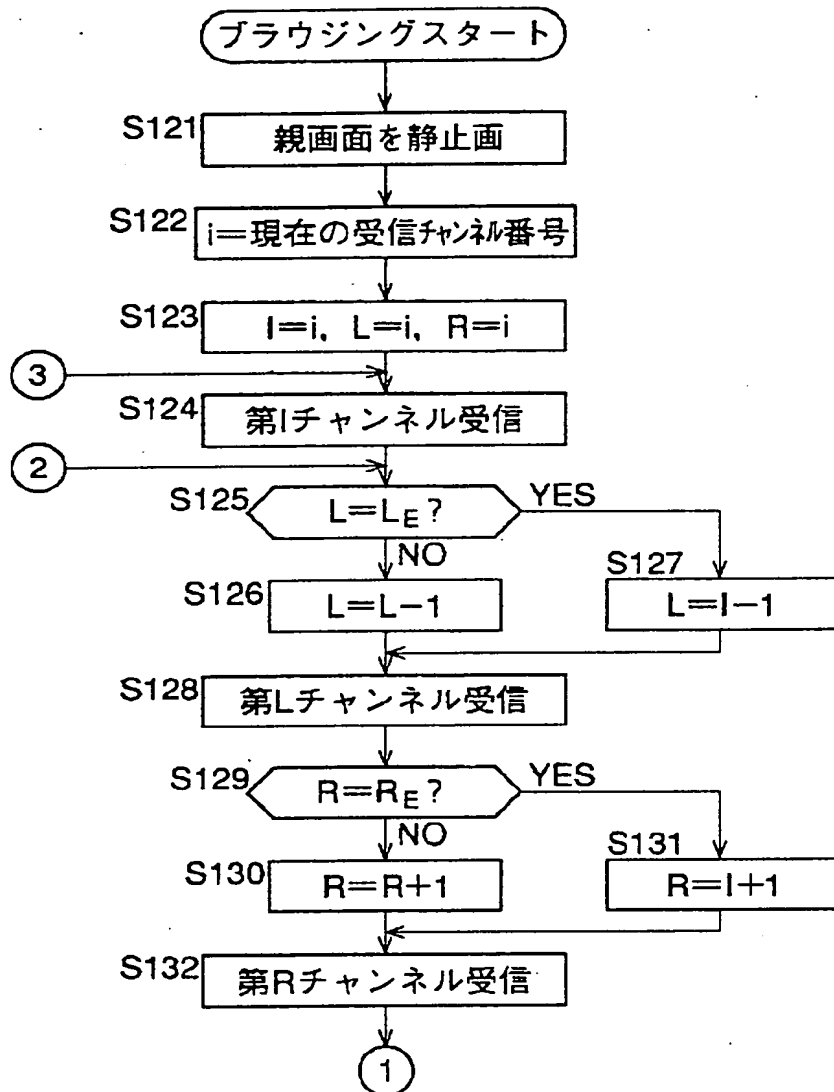 ブラウジングスタート
S121
親画面を静止画
S122
i=現在の受信チャンネル番号
S123
I=i, L=i, R=i
3
S124
第Iチャンネル受信
2
S125
L=LE?
YES
NO
S126
L=L-1
S127
L=I-1
S128
第Lチャンネル受信
S129
R=RE?
YES
NO
S130
R=R+1
S131
R=I+1
S132
第Rチャンネル受信
1